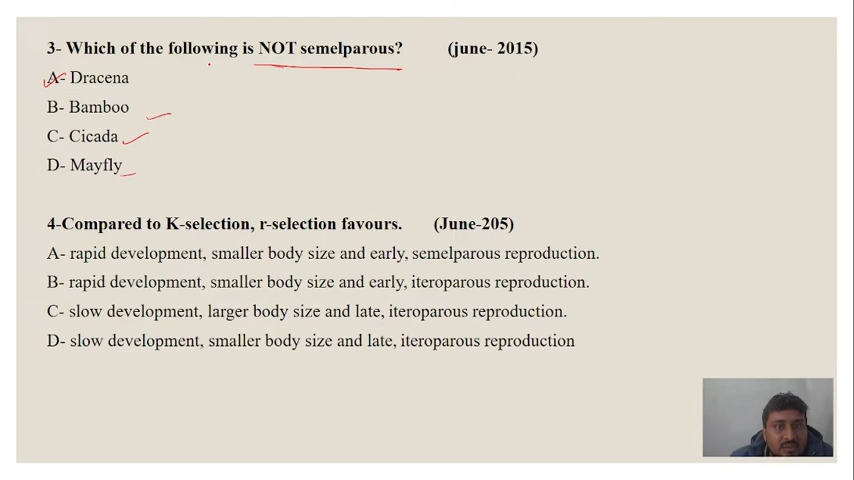 3- Which of the following is NOT semelparous? (june- 2015)
A- Dracena
B- Bamboo
C- Cicada
D- Mayfly
4-Compared to K-selection, r-selection favours. (June-205)
A- rapid development, smaller body size and early, semelparous reproduction.
B- rapid development, smaller body size and early, iteroparous reproduction.
C- slow development, larger body size and late, iteroparous reproduction.
D- slow development, smaller body size and late, iteroparous reproduction